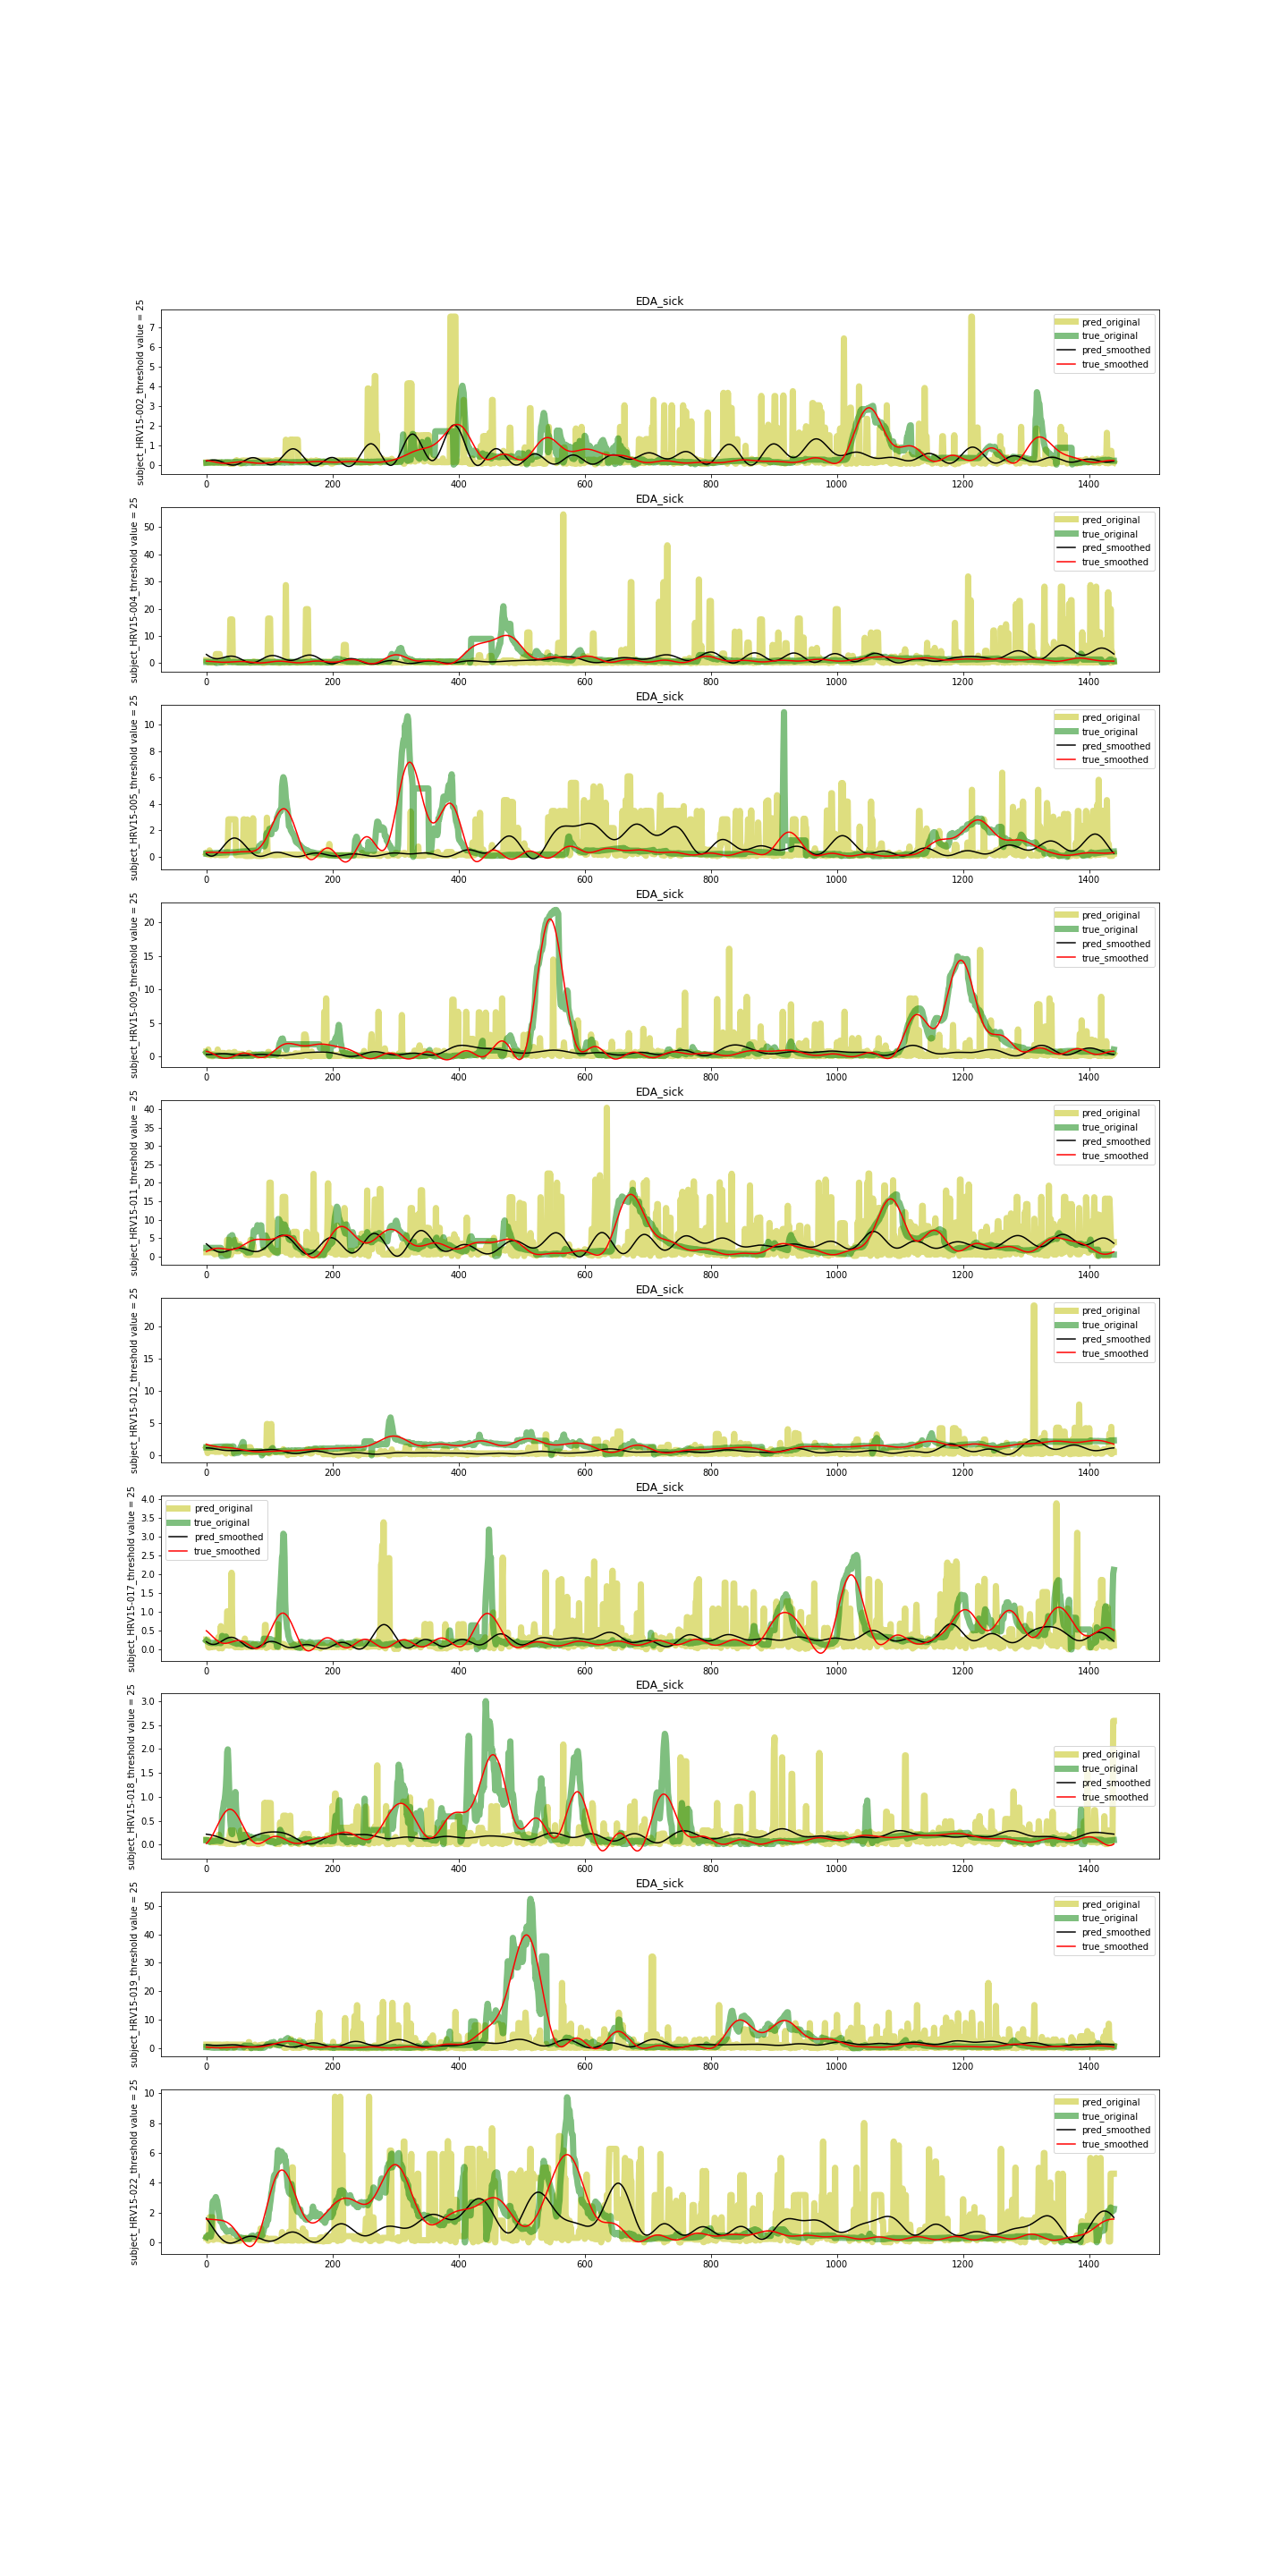 EDA_sick
subject_HRV15-002_threshold value = 25
7
6
5
4
3
2
1
0
pred_original
true_original
pred_smoothed
true_smoothed
0 200 400 600 800 1000 1200 1400
EDA_sick
subject_HRV15-004_threshold value = 25
50
40
30
20
10
0
pred_original
true_original
pred_smoothed
true_smoothed
0 200 400 600 800 1000 1200 1400
EDA_sick
subject_HRV15-005_threshold value = 25
10
8
6
4
2
0
pred_original
true_original
pred_smoothed
true_smoothed
0 200 400 600 800 1000 1200 1400
EDA_sick
subject_HRV15-009_threshold value = 25
20
15
10
5
0
pred_original
true_original
pred_smoothed
true_smoothed
0 200 400 600 800 1000 1200 1400
EDA_sick
subject_HRV15-011_threshold value = 25
40
35
30
25
20
15
10
5
0
pred_original
true_original
pred_smoothed
true_smoothed
0 200 400 600 800 1000 1200 1400
EDA_sick
subject_HRV15-012_threshold value = 25
20
15
10
5
0
pred_original
true_original
pred_smoothed
true_smoothed
0 200 400 600 800 1000 1200 1400
EDA_sick
subject_HRV15-017_threshold value = 25
4.0
3.5
3.0
2.5
2.0
1.5
1.0
0.5
0.0
pred_original
true_original
pred_smoothed
true_smoothed
0 200 400 600 800 1000 1200 1400
EDA_sick
subject_HRV15-018_threshold value = 25
3.0
2.5
2.0
1.5
1.0
0.5
0.0
pred_original
true_original
pred_smoothed
true_smoothed
0 200 400 600 800 1000 1200 1400
EDA_sick
subject_HRV15-019_threshold value = 25
50
40
30
20
10
0
pred_original
true_original
pred_smoothed
true_smoothed
0 200 400 600 800 1000 1200 1400
subject_HRV15-022_threshold value = 25
10
8
6
4
2
0
pred_original
true_original
pred_smoothed
true_smoothed
0 200 400 600 800 1000 1200 1400